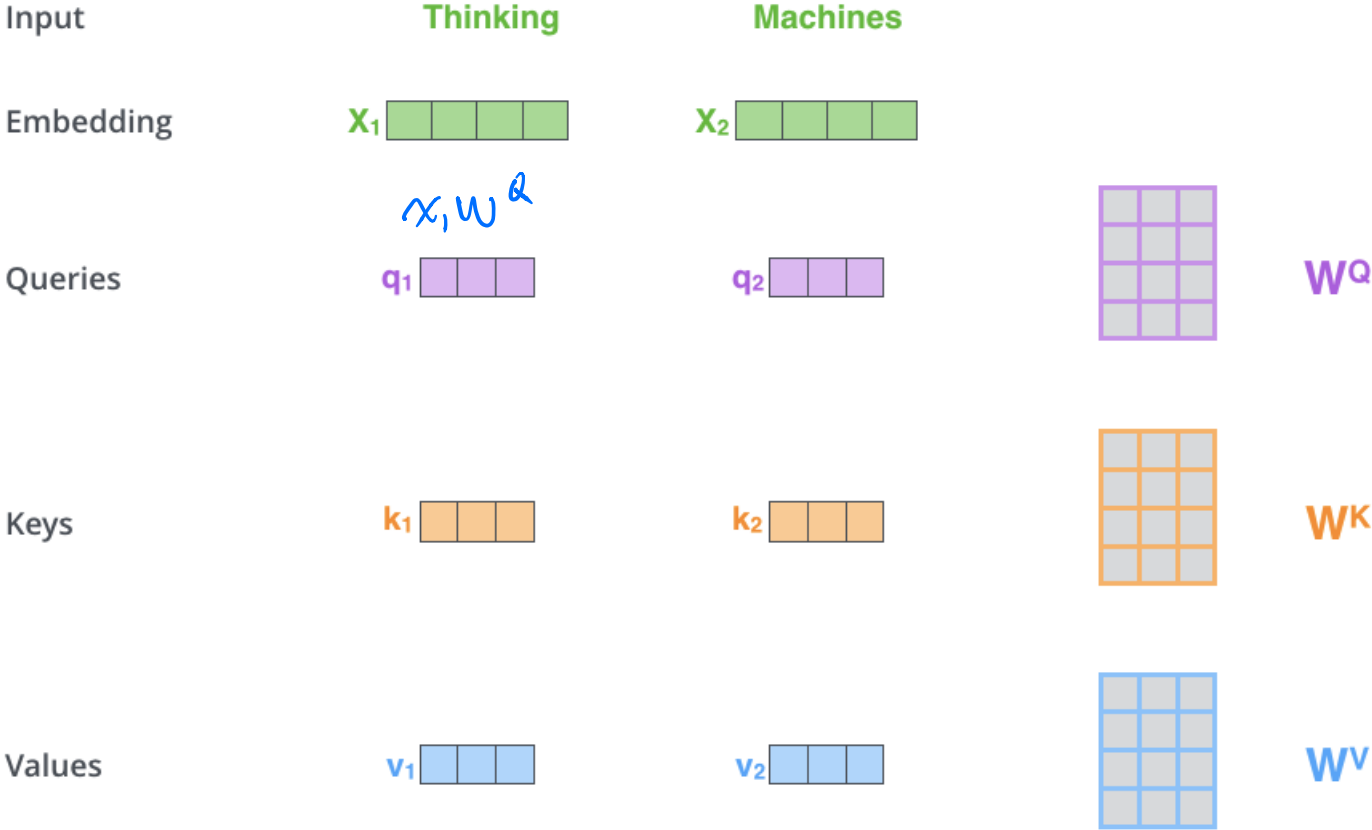 Input Thinking Machines
Embedding X₁ X₂
x₁W^Q
Queries q₁ q₂ W^Q
Keys k₁ k₂ W^K
Values v₁ v₂ W^V